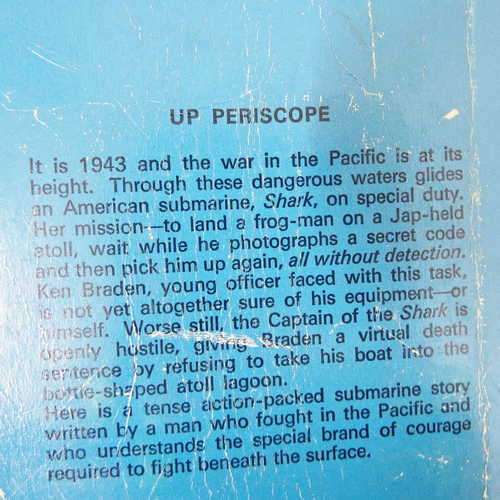 UP PERISCOPE
It is 1943 and the war in the Pacific is at its
height. Through these dangerous waters glides
an American submarine, Shark, on special duty.
Her mission—to land a frog-man on a Jap-held
atoll, wait while he photographs a secret code
and then pick him up again, all without detection.
Ken Braden, young officer faced with this task,
is not yet altogether sure of his equipment—or
himself. Worse still, the Captain of the Shark is
openly hostile, giving Braden a virtual death
sentence by refusing to take his boat into the
bottle-shaped atoll lagoon.
Here is a tense action-packed submarine story
written by a man who fought in the Pacific and
who understands the special brand of courage
required to fight beneath the surface.